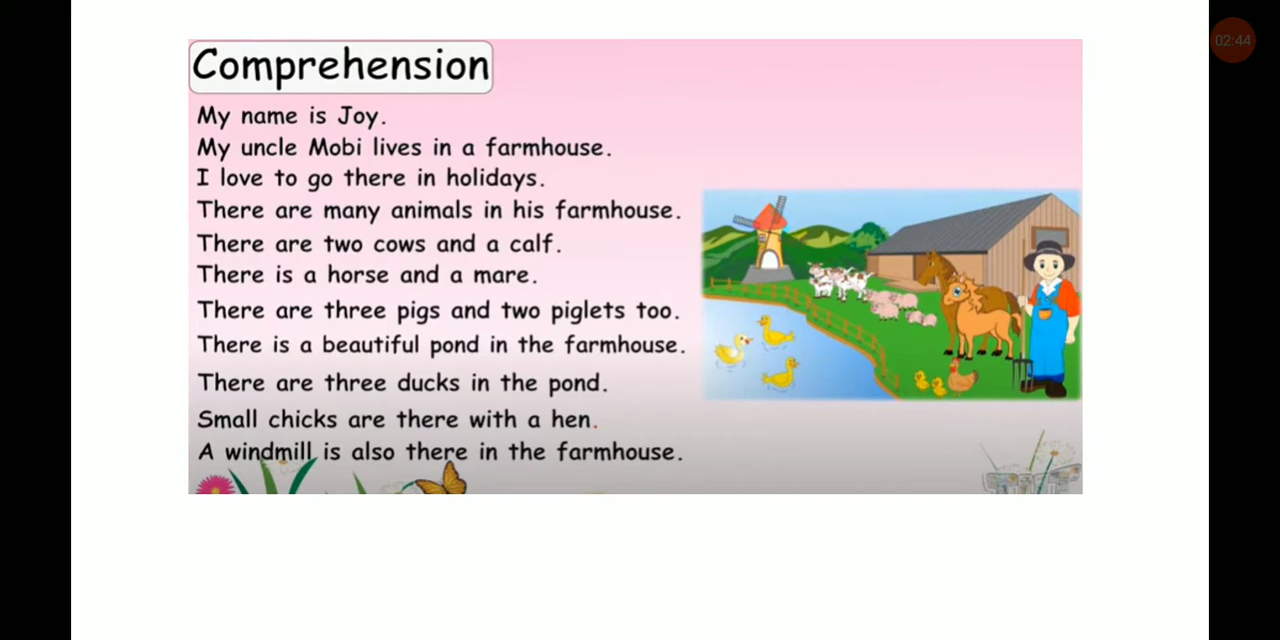 02:44
Comprehension
My name is Joy.
My uncle Mobi lives in a farmhouse.
I love to go there in holidays.
There are many animals in his farmhouse.
There are two cows and a calf.
There is a horse and a mare.
There are three pigs and two piglets too.
There is a beautiful pond in the farmhouse.
There are three ducks in the pond.
Small chicks are there with a hen.
A windmill is also there in the farmhouse.